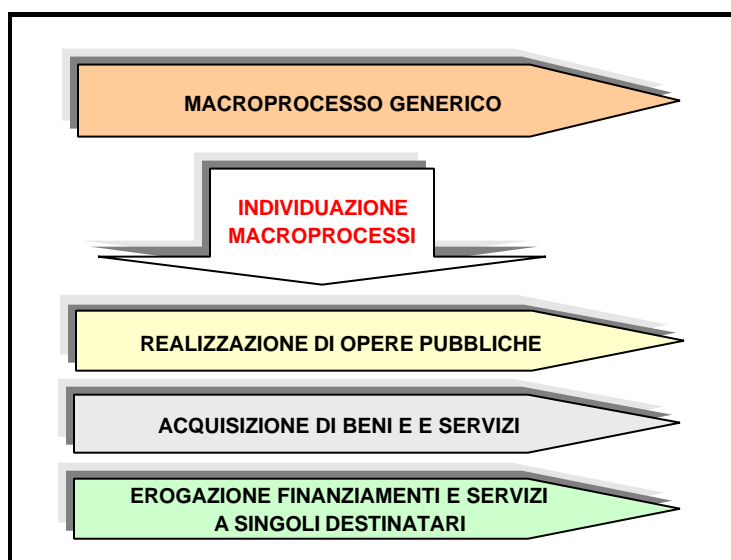 MACROPROCESSO GENERICO
INDIVIDUAZIONE
MACROPROCESSI
REALIZZAZIONE DI OPERE PUBBLICHE
ACQUISIZIONE DI BENI E E SERVIZI
EROGAZIONE FINANZIAMENTI E SERVIZI
A SINGOLI DESTINATARI